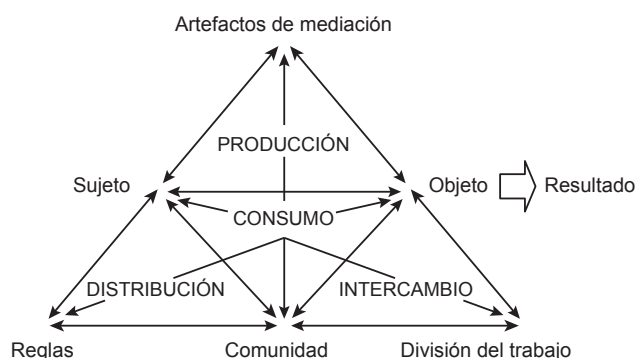 Artefactos de mediación
PRODUCCIÓN
Sujeto Objeto Resultado
CONSUMO
DISTRIBUCIÓN INTERCAMBIO
Reglas Comunidad División del trabajo